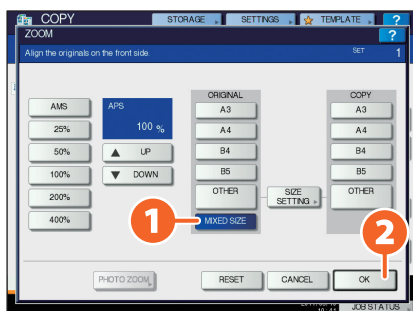 COPY STORAGE SETTINGS TEMPLATE ?
ZOOM ?
Align the originals on the front side. SET 1
ORIGINAL COPY
AMS APS A3 A3
25% 100 % A4 A4
50% UP B4 B4
100% DOWN B5 B5
200% OTHER SIZE SETTING OTHER
400% 1 MIXED SIZE 2
PHOTO ZOOM RESET CANCEL OK
JOB STATUS